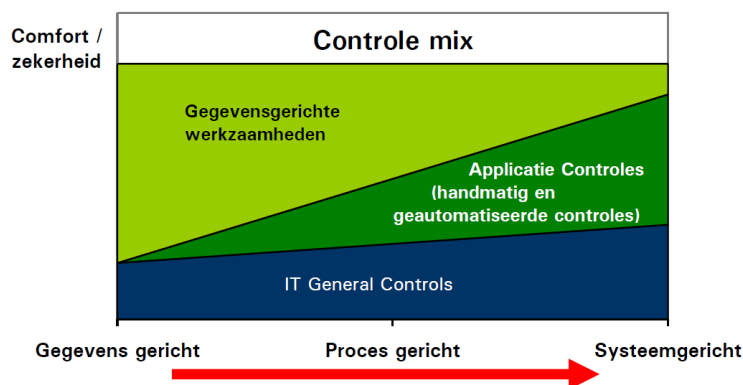 Comfort /
zekerheid
Controle mix
Gegevensgerichte
werkzaamheden
Applicatie Controles
(handmatig en
geautomatiseerde controles)
IT General Controls
Gegevens gericht
Proces gericht
Systeemgericht